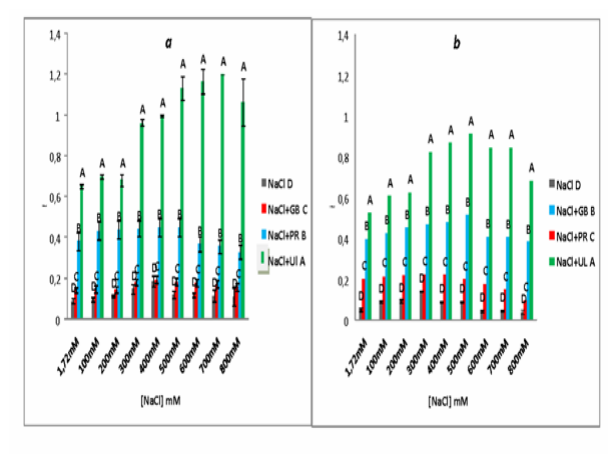 a
1,4
1,2
1
0,8
0,6
0,4
0,2
0
A A A A A A A A A
B B B B B B B B B
1,72mM
100mM
200mM
300mM
400mM
500mM
600mM
700mM
800mM
[NaCl] mM
NaCl D
NaCl+GB C
NaCl+PR B
NaCl+Ul A
b
1,4
1,2
1
0,8
0,6
0,4
0,2
0
A A A A A A A A A
B B B B B B B B B
C C C C C C C C C
D D D D D D D D D
1,72mM
100mM
200mM
300mM
400mM
500mM
600mM
700mM
800mM
[NaCl] mM
NaCl D
NaCl+GB B
NaCl+PR C
NaCl+UL A